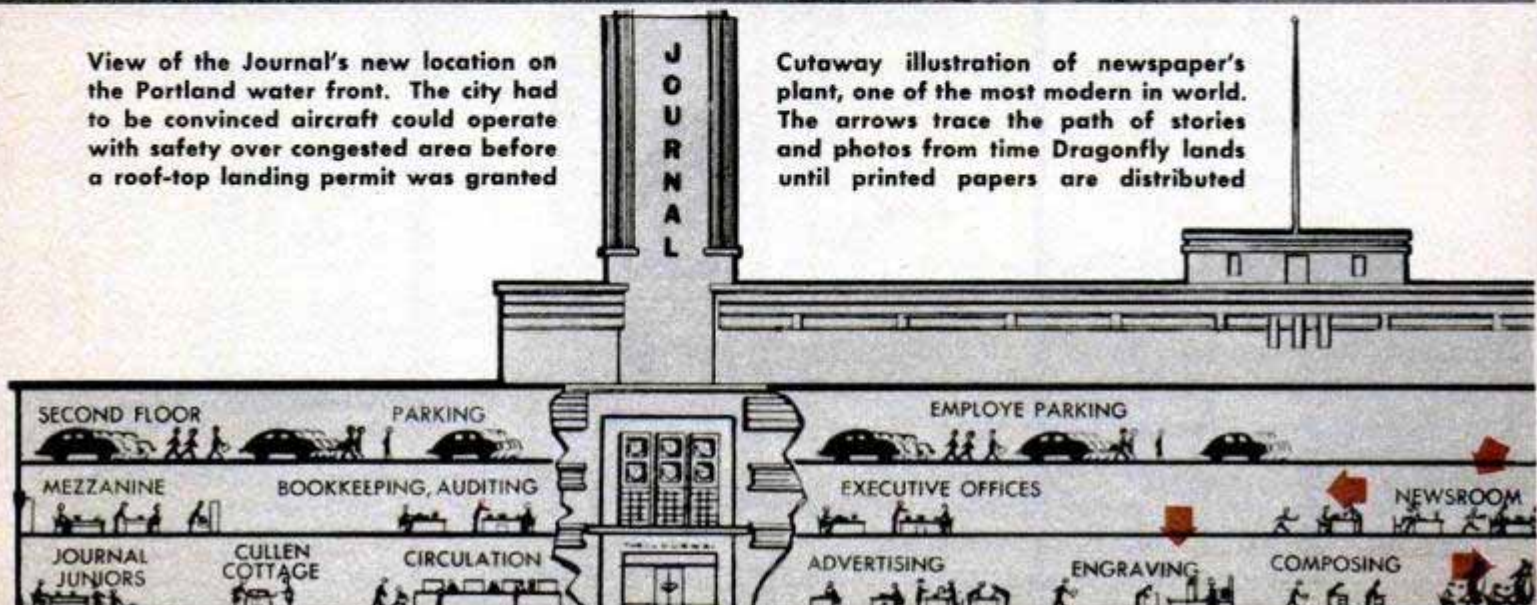 View of the Journal's new location on
the Portland water front. The city had
to be convinced aircraft could operate
with safety over congested area before
a roof-top landing permit was granted
JOURNAL
Cutaway illustration of newspaper's
plant, one of the most modern in world.
The arrows trace the path of stories
and photos from time Dragonfly lands
until printed papers are distributed
SECOND FLOOR PARKING
EMPLOYE PARKING
MEZZANINE BOOKKEEPING, AUDITING
EXECUTIVE OFFICES NEWSROOM
JOURNAL
JUNIORS
CULLEN
COTTAGE
CIRCULATION
ADVERTISING ENGRAVING COMPOSING